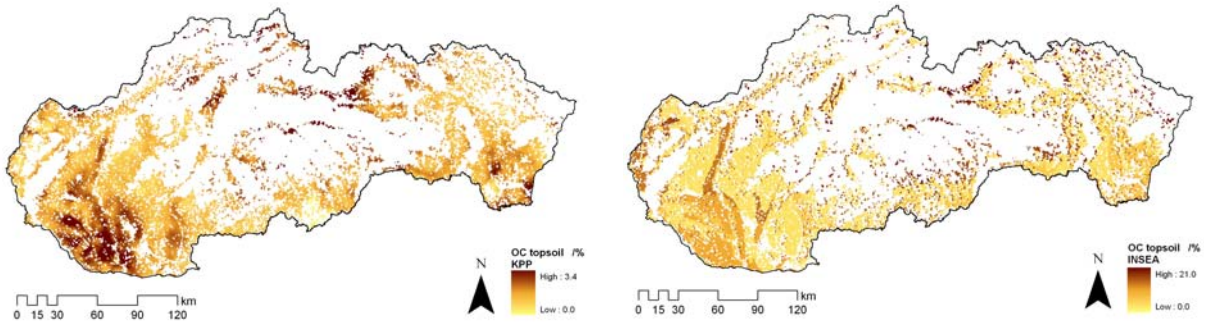 OC topsoil /%
KPP
High : 3.4
Low : 0.0
N
km
0 15 30 60 90 120
OC topsoil /%
INSEA
High : 21.0
Low : 0.0
N
km
0 15 30 60 90 120